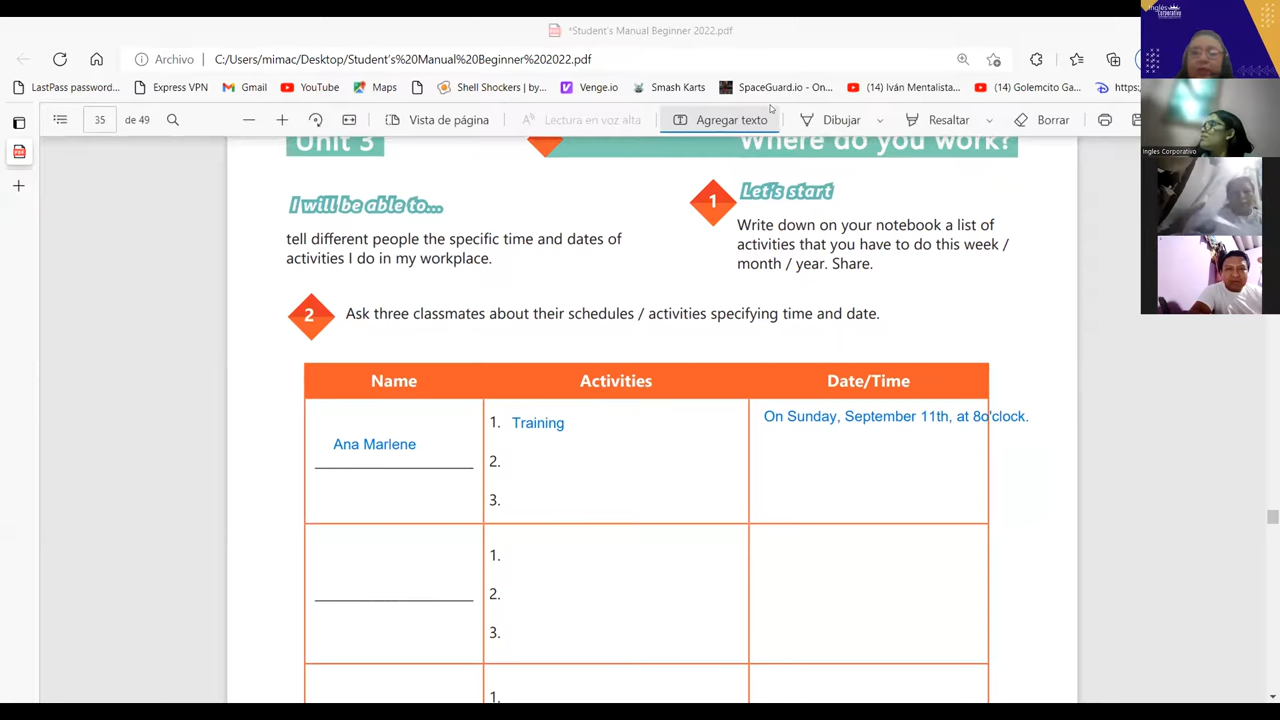 *Student's Manual Beginner 2022.pdf
Archivo C:/Users/mimac/Desktop/Student's%20Manual%20Beginner%202022.pdf
LastPass password... Express VPN Gmail YouTube Maps Shell Shockers | by... Venge.io Smash Karts SpaceGuard.io - On... (14) Iván Mentalista... (14) Golemcito Ga... https:
35 de 49 Vista de página Lectura en voz alta Agregar texto Dibujar Resaltar Borrar
Unit 3 Where do you work?
I will be able to...
tell different people the specific time and dates of
activities I do in my workplace.
1 Let's start
Write down on your notebook a list of
activities that you have to do this week /
month / year. Share.
2 Ask three classmates about their schedules / activities specifying time and date.
Name Activities Date/Time
Ana Marlene
1. Training
2.
3.
On Sunday, September 11th, at 8o'clock.
1.
2.
3.
1.
Inglés
Corporativo
Ingles Corporativo